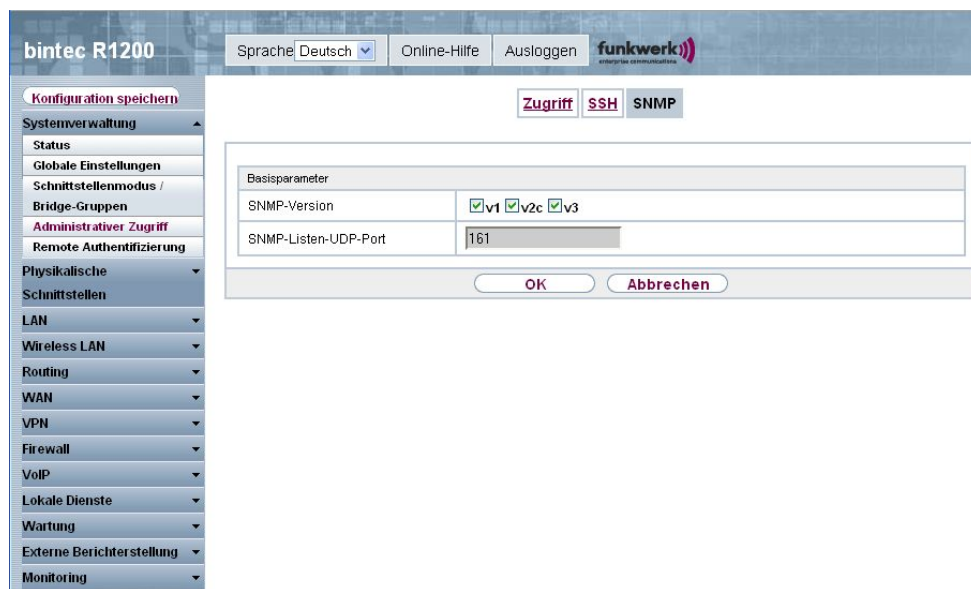 bintec R1200
Sprache Deutsch
Online-Hilfe
Ausloggen
funkwerk
enterprise communications
Konfiguration speichern
Systemverwaltung
Status
Globale Einstellungen
Schnittstellenmodus /
Bridge-Gruppen
Administrativer Zugriff
Remote Authentifizierung
Physikalische
Schnittstellen
LAN
Wireless LAN
Routing
WAN
VPN
Firewall
VoIP
Lokale Dienste
Wartung
Externe Berichterstellung
Monitoring
Zugriff SSH SNMP
Basisparameter
SNMP-Version v1 v2c v3
SNMP-Listen-UDP-Port 161
OK Abbrechen